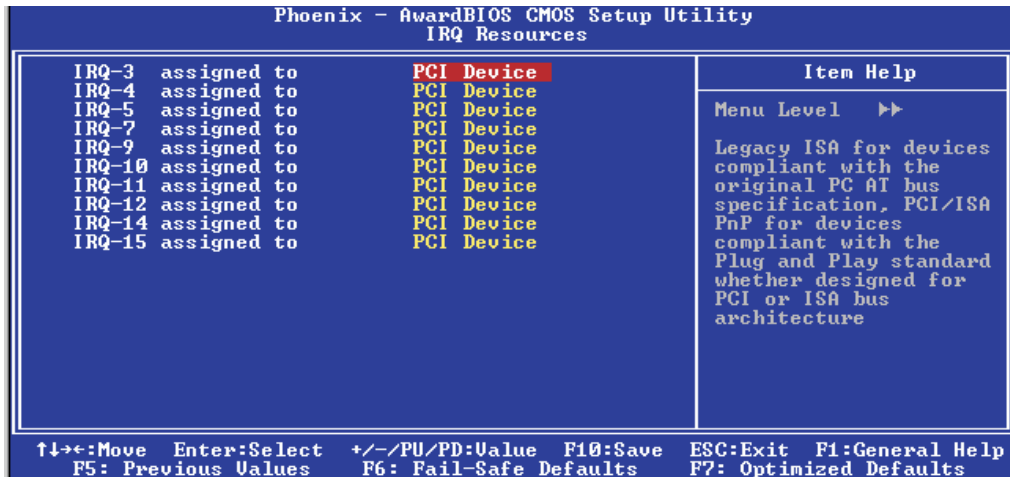 Phoenix - AwardBIOS CMOS Setup Utility
IRQ Resources
IRQ-3 assigned to PCI Device
IRQ-4 assigned to PCI Device
IRQ-5 assigned to PCI Device
IRQ-7 assigned to PCI Device
IRQ-9 assigned to PCI Device
IRQ-10 assigned to PCI Device
IRQ-11 assigned to PCI Device
IRQ-12 assigned to PCI Device
IRQ-14 assigned to PCI Device
IRQ-15 assigned to PCI Device
Item Help
Menu Level ▶▶
Legacy ISA for devices
compliant with the
original PC AT bus
specification, PCI/ISA
PnP for devices
compliant with the
Plug and Play standard
whether designed for
PCI or ISA bus
architecture
↑↓→←:Move Enter:Select +/-/PU/PD:Value F10:Save ESC:Exit F1:General Help
F5: Previous Values F6: Fail-Safe Defaults F7: Optimized Defaults